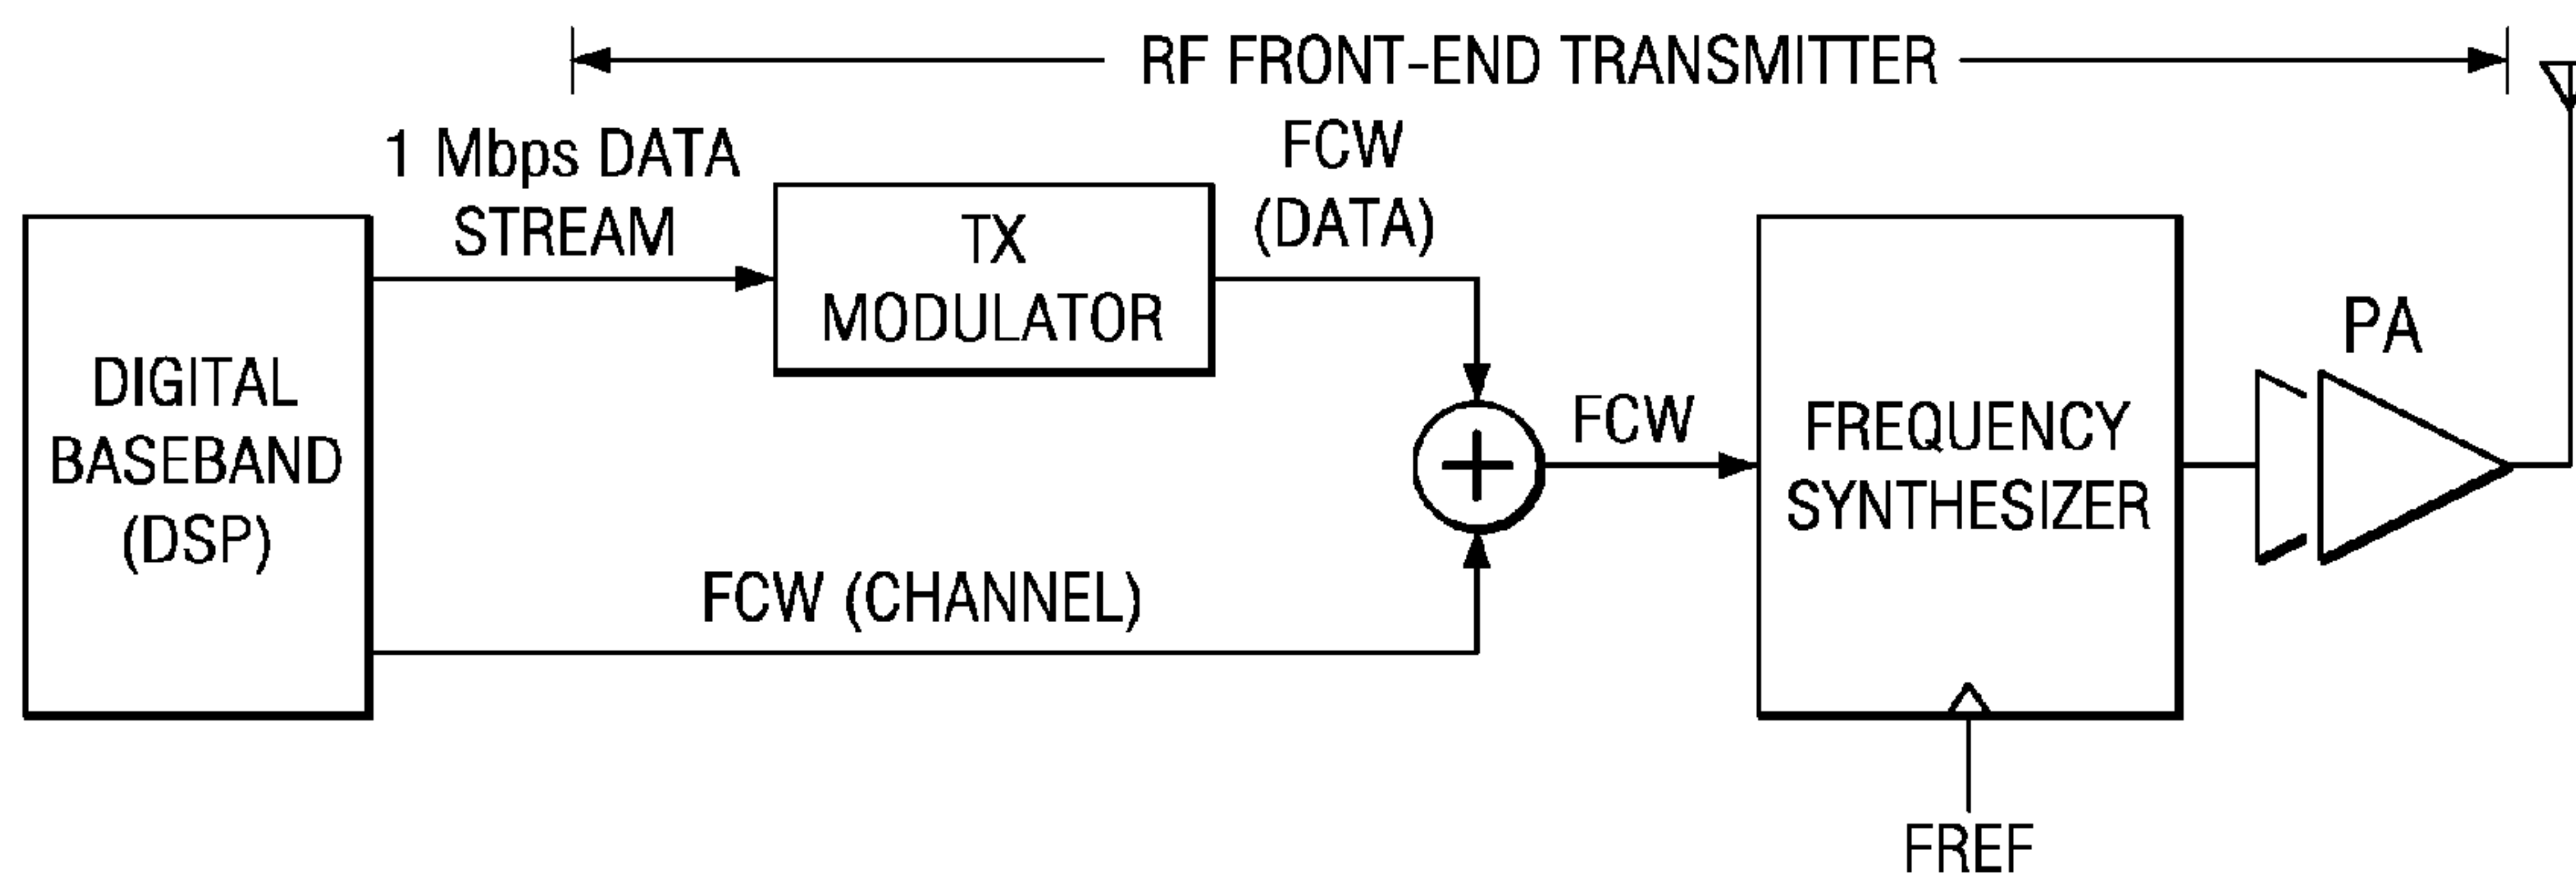 RF FRONT-END TRANSMITTER
1 Mbps DATA
STREAM
FCW
(DATA)
TX
MODULATOR
DIGITAL
BASEBAND
(DSP)
FCW (CHANNEL)
FCW
FREQUENCY
SYNTHESIZER
PA
FREF